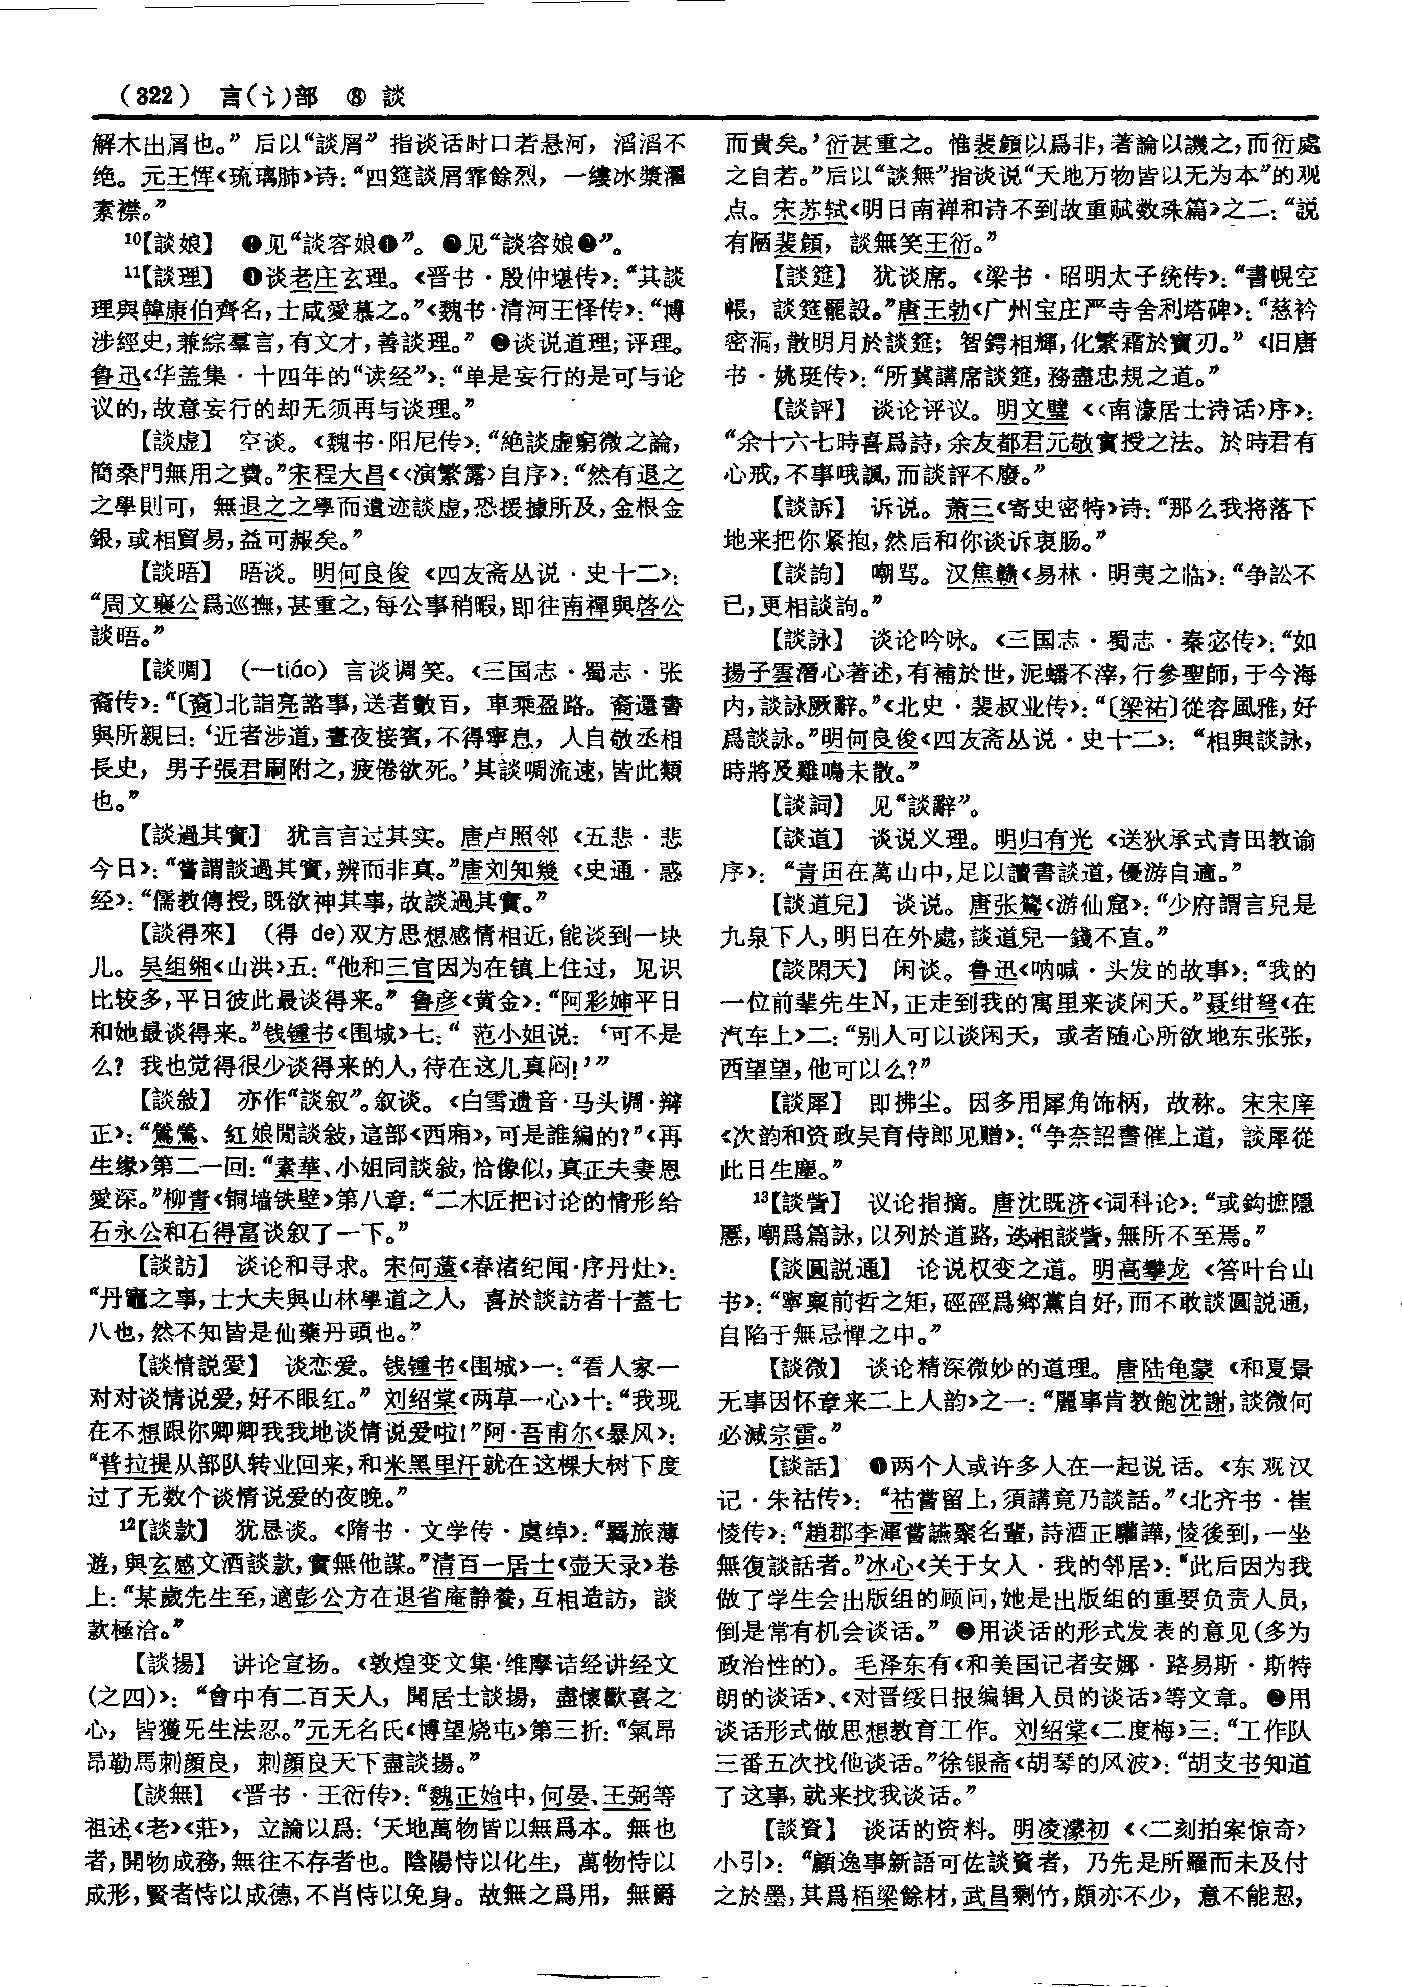 (322) 言(讠)部 ⑧ 談
解木出屑也。”后以“談屑”指谈话时口若悬河，滔滔不
绝。元王恽《琉璃肺》诗：“四筵談屑霏餘烈，一缕冰漿濯
素襟。”
10【談娘】 ❶见“談容娘❶”。❷见“談容娘❷”。
11【談理】 ❶谈老庄玄理。《晋书·殷仲堪传》：“其談
理與韓康伯齊名，士咸愛慕之。”《魏书·清河王怿传》：“博
涉經史，兼綜羣言，有文才，善談理。”❷谈说道理；评理。
鲁迅《华盖集·十四年的“读经”》：“单是妄行的是可与论
议的，故意妄行的却无须再与谈理。”
【談虚】 空谈。《魏书·阳尼传》：“絶談虚窮微之論，
簡桑門無用之費。”宋程大昌《〈演繁露〉自序》：“然有退之
之學則可，無退之之學而遺迹談虚，恐援據所及，金根金
銀，或相貿易，益可赧矣。”
【談晤】 晤谈。明何良俊《四友斋丛说·史十二》：
“周文襄公爲巡撫，甚重之，每公事稍暇，即往南禪與啓公
談晤。”
【談啁】 （—tiáo）言谈调笑。《三国志·蜀志·张
裔传》：“〔裔〕北詣亮諮事，送者數百，車乘盈路。裔還書
與所親曰：‘近者涉道，晝夜接賓，不得寧息，人自敬丞相
長史，男子張君嗣附之，疲倦欲死。’其談啁流速，皆此類
也。”
【談過其實】 犹言言过其实。唐卢照邻《五悲·悲
今日》：“嘗謂談過其實，辨而非真。”唐刘知幾《史通·惑
经》：“儒教傳授，既欲神其事，故談過其實。”
【談得來】 （得 de）双方思想感情相近，能谈到一块
儿。吴组缃《山洪》五：“他和三官因为在镇上住过，见识
比较多，平日彼此最谈得来。”鲁彦《黄金》：“阿彩婶平日
和她最谈得来。”钱锺书《围城》七：“范小姐说：‘可不是
么？我也觉得很少谈得来的人，待在这儿真闷！’”
【談敍】 亦作“談叙”。叙谈。《白雪遗音·马头调·辩
正》：“鶯鶯、紅娘閒談敍，這部《西廂》，可是誰編的？”《再
生缘》第二一回：“素華、小姐同談敍，恰像似，真正夫妻恩
愛深。”柳青《铜墙铁壁》第八章：“二木匠把讨论的情形给
石永公和石得富谈叙了一下。”
【談訪】 谈论和寻求。宋何薳《春渚纪闻·序丹灶》：
“丹竈之事，士大夫與山林學道之人，喜於談訪者十蓋七
八也，然不知皆是仙藥丹頭也。”
【談情説愛】 谈恋爱。钱锺书《围城》一：“看人家一
对对谈情说爱，好不眼红。”刘绍棠《两草一心》十：“我现
在不想跟你卿卿我我地谈情说爱啦！”阿·吾甫尔《暴风》：
“普拉提从部队转业回来，和米黑里汗就在这棵大树下度
过了无数个谈情说爱的夜晚。”
12【談款】 犹恳谈。《隋书·文学传·虞绰》：“羇旅薄
遊，與玄感文酒談款，實無他謀。”清百一居士《壶天录》卷
上：“某歲先生至，適彭公方在退省庵静養，互相造訪，談
款極洽。”
【談揚】 讲论宣扬。《敦煌变文集·维摩诘经讲经文
（之四）》：“會中有二百天人，聞居士談揚，盡懷歡喜之
心，皆獲旡生法忍。”元无名氏《博望烧屯》第三折：“氣昂
昂勒馬刺顔良，刺顔良天下盡談揚。”
【談無】 《晋书·王衍传》：“魏正始中，何晏、王弼等
祖述《老》《莊》，立論以爲：‘天地萬物皆以無爲本。無也
者，開物成務，無往不存者也。陰陽恃以化生，萬物恃以
成形，賢者恃以成德，不肖恃以免身。故無之爲用，無爵
而貴矣。’衍甚重之。惟裴頠以爲非，著論以譏之，而衍處
之自若。”后以“談無”指谈说“天地万物皆以无为本”的观
点。宋苏轼《明日南禅和诗不到故重赋数珠篇》之二：“説
有陋裴頠，談無笑王衍。”
【談筵】 犹谈席。《梁书·昭明太子统传》：“書幌空
帳，談筵罷設。”唐王勃《广州宝庄严寺舍利塔碑》：“慈衿
密洞，散明月於談筵；智鍔相輝，化繁霜於寳刃。”《旧唐
书·姚珽传》：“所冀講席談筵，務盡忠規之道。”
【談評】 谈论评议。明文璧《〈南濠居士诗话〉序》：
“余十六七時喜爲詩，余友都君元敬實授之法。於時君有
心戒，不事哦諷，而談評不廢。”
【談訴】 诉说。萧三《寄史密特》诗：“那么我将落下
地来把你紧抱，然后和你谈诉衷肠。”
【談詢】 嘲骂。汉焦赣《易林·明夷之临》：“争訟不
已，更相談詢。”
【談詠】 谈论吟咏。《三国志·蜀志·秦宓传》：“如
揚子雲潛心著述，有補於世，泥蟠不滓，行參聖師，于今海
内，談詠厥辭。”《北史·裴叔业传》：“〔梁祐〕從容風雅，好
爲談詠。”明何良俊《四友斋丛说·史十二》：“相與談詠，
時將及雞鳴未散。”
【談詞】 见“談辭”。
【談道】 谈说义理。明归有光《送狄承式青田教谕
序》：“青田在萬山中，足以讀書談道，優游自適。”
【談道兒】 谈说。唐张鷟《游仙窟》：“少府謂言兒是
九泉下人，明日在外處，談道兒一錢不直。”
【談閑天】 闲谈。鲁迅《呐喊·头发的故事》：“我的
一位前辈先生N，正走到我的寓里来谈闲天。”聂绀弩《在
汽车上》二：“别人可以谈闲天，或者随心所欲地东张张，
西望望，他可以么？”
【談犀】 即拂尘。因多用犀角饰柄，故称。宋宋庠
《次韵和资政吴育侍郎见赠》：“争奈詔書催上道，談犀從
此日生塵。”
13【談訾】 议论指摘。唐沈既济《词科论》：“或鈎摭隱
慝，嘲爲篇詠，以列於道路，迭相談訾，無所不至焉。”
【談圓説通】 论说权变之道。明高攀龙《答叶台山
书》：“寧稟前哲之矩，硜硜爲鄉黨自好，而不敢談圓説通，
自陷于無忌憚之中。”
【談微】 谈论精深微妙的道理。唐陆龟蒙《和夏景
无事因怀章来二上人韵》之一：“麗事肯教飽沈謝，談微何
必減宗雷。”
【談話】 ❶两个人或许多人在一起说话。《东观汉
记·朱祜传》：“祜嘗留上，須講竟乃談話。”《北齐书·崔
㥄传》：“趙郡李渾嘗讌聚名輩，詩酒正驩譁，㥄後到，一坐
無復談話者。”冰心《关于女人·我的邻居》：“此后因为我
做了学生会出版组的顾问，她是出版组的重要负责人员，
倒是常有机会谈话。”❷用谈话的形式发表的意见（多为
政治性的）。毛泽东有《和美国记者安娜·路易斯·斯特
朗的谈话》、《对晋绥日报编辑人员的谈话》等文章。❸用
谈话形式做思想教育工作。刘绍棠《二度梅》三：“工作队
三番五次找他谈话。”徐银斋《胡琴的风波》：“胡支书知道
了这事，就来找我谈话。”
【談資】 谈话的资料。明凌濛初《〈二刻拍案惊奇〉
小引》：“顧逸事新語可佐談資者，乃先是所羅而未及付
之於墨，其爲栢梁餘材，武昌剩竹，頗亦不少，意不能恝，